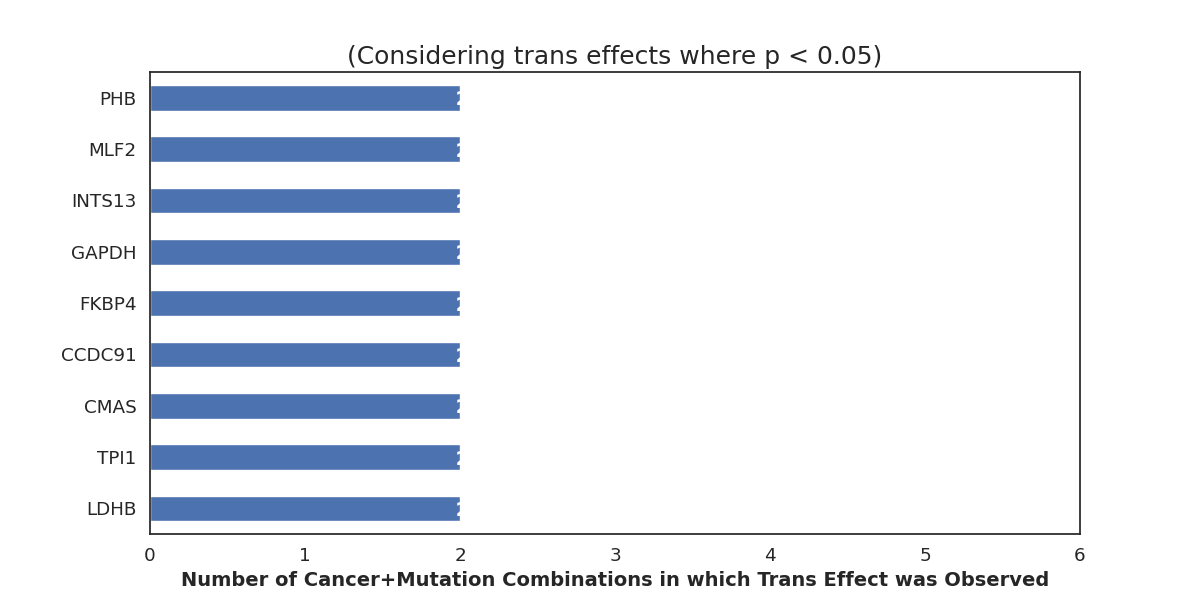 (Considering trans effects where p < 0.05)
PHB
MLF2
INTS13
GAPDH
FKBP4
CCDC91
CMAS
TPI1
LDHB
0 1 2 3 4 5 6
Number of Cancer+Mutation Combinations in which Trans Effect was Observed